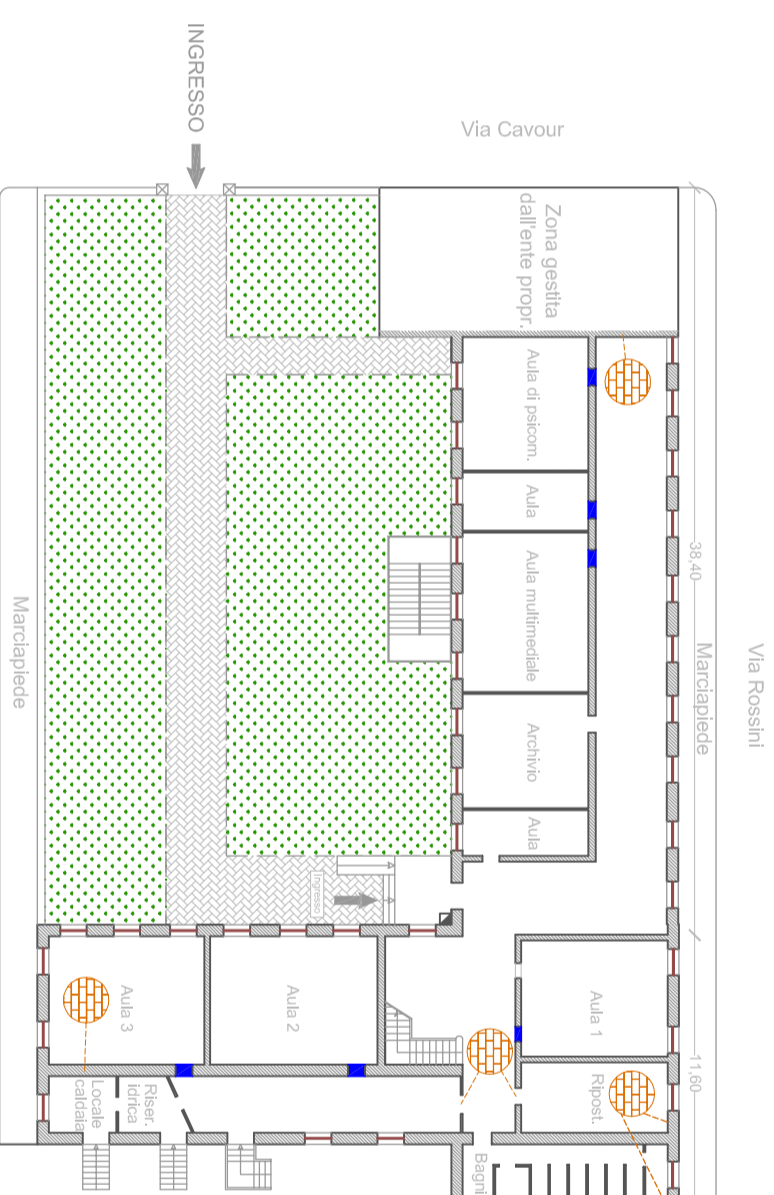 INGRESSO
Via Cavour
Zona gestita
dall'ente propr.
Aula di psicom.
Aula
Aula multimediale
Archivio
Aula
38,40
Marciapiede
Via Rossini
Marciapiede
Ingresso
Aula 3
Aula 2
Aula 1
11,60
Ripost.
Riser.
idrica
Locale
caldaia
Bagni